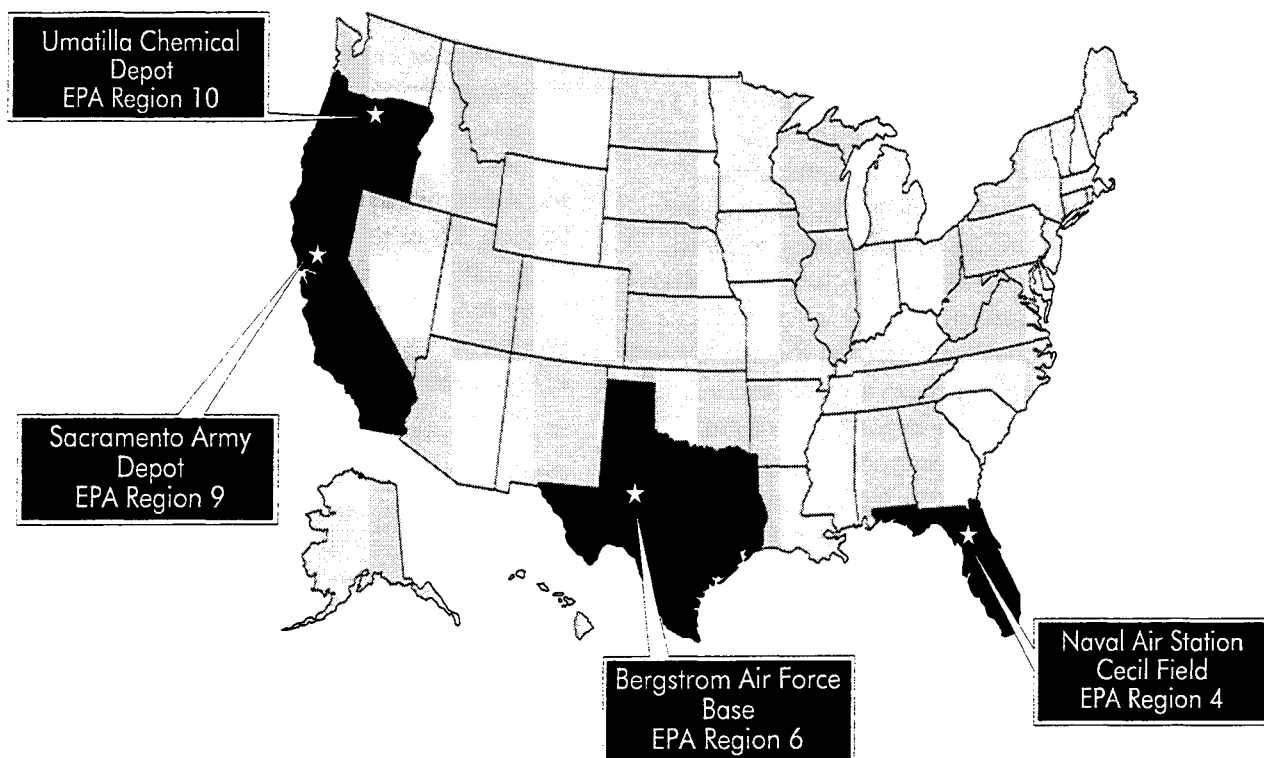 Umatilla Chemical
Depot
EPA Region 10
Sacramento Army
Depot
EPA Region 9
Bergstrom Air Force
Base
EPA Region 6
Naval Air Station
Cecil Field
EPA Region 4